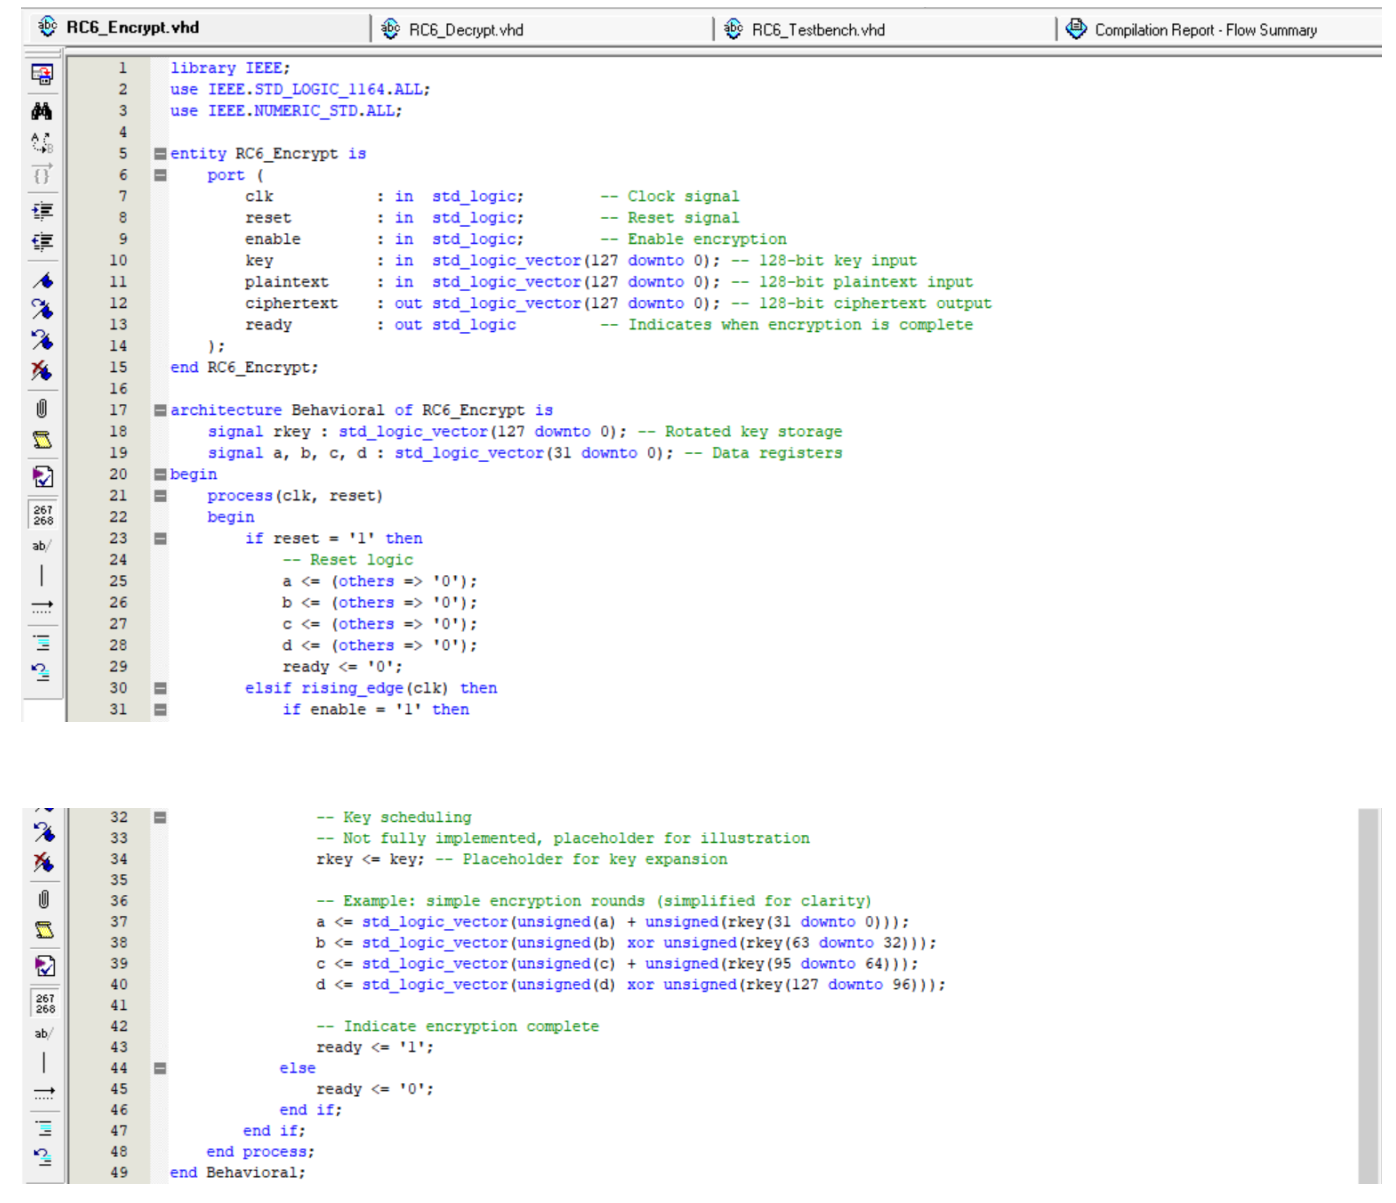 RC6_Encrypt.vhd RC6_Decrypt.vhd RC6_Testbench.vhd Compilation Report - Flow Summary
1 library IEEE;
2 use IEEE.STD_LOGIC_1164.ALL;
3 use IEEE.NUMERIC_STD.ALL;
4
5 entity RC6_Encrypt is
6 port (
7 clk : in std_logic; -- Clock signal
8 reset : in std_logic; -- Reset signal
9 enable : in std_logic; -- Enable encryption
10 key : in std_logic_vector(127 downto 0); -- 128-bit key input
11 plaintext : in std_logic_vector(127 downto 0); -- 128-bit plaintext input
12 ciphertext : out std_logic_vector(127 downto 0); -- 128-bit ciphertext output
13 ready : out std_logic -- Indicates when encryption is complete
14 );
15 end RC6_Encrypt;
16
17 architecture Behavioral of RC6_Encrypt is
18 signal rkey : std_logic_vector(127 downto 0); -- Rotated key storage
19 signal a, b, c, d : std_logic_vector(31 downto 0); -- Data registers
20 begin
21 process(clk, reset)
22 begin
23 if reset = '1' then
24 -- Reset logic
25 a <= (others => '0');
26 b <= (others => '0');
27 c <= (others => '0');
28 d <= (others => '0');
29 ready <= '0';
30 elsif rising_edge(clk) then
31 if enable = '1' then
32 -- Key scheduling
33 -- Not fully implemented, placeholder for illustration
34 rkey <= key; -- Placeholder for key expansion
35
36 -- Example: simple encryption rounds (simplified for clarity)
37 a <= std_logic_vector(unsigned(a) + unsigned(rkey(31 downto 0)));
38 b <= std_logic_vector(unsigned(b) xor unsigned(rkey(63 downto 32)));
39 c <= std_logic_vector(unsigned(c) + unsigned(rkey(95 downto 64)));
40 d <= std_logic_vector(unsigned(d) xor unsigned(rkey(127 downto 96)));
41
42 -- Indicate encryption complete
43 ready <= '1';
44 else
45 ready <= '0';
46 end if;
47 end if;
48 end process;
49 end Behavioral;